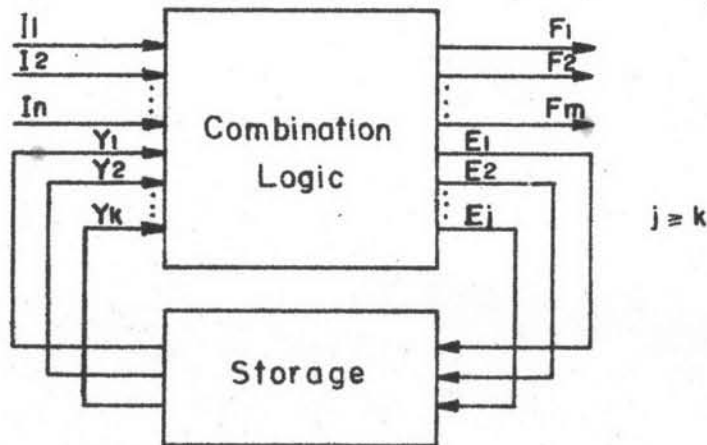 I1
I2
In
Y1
Y2
Yk
Combination
Logic
F1
F2
Fm
E1
E2
Ej
j ≥ k
Storage